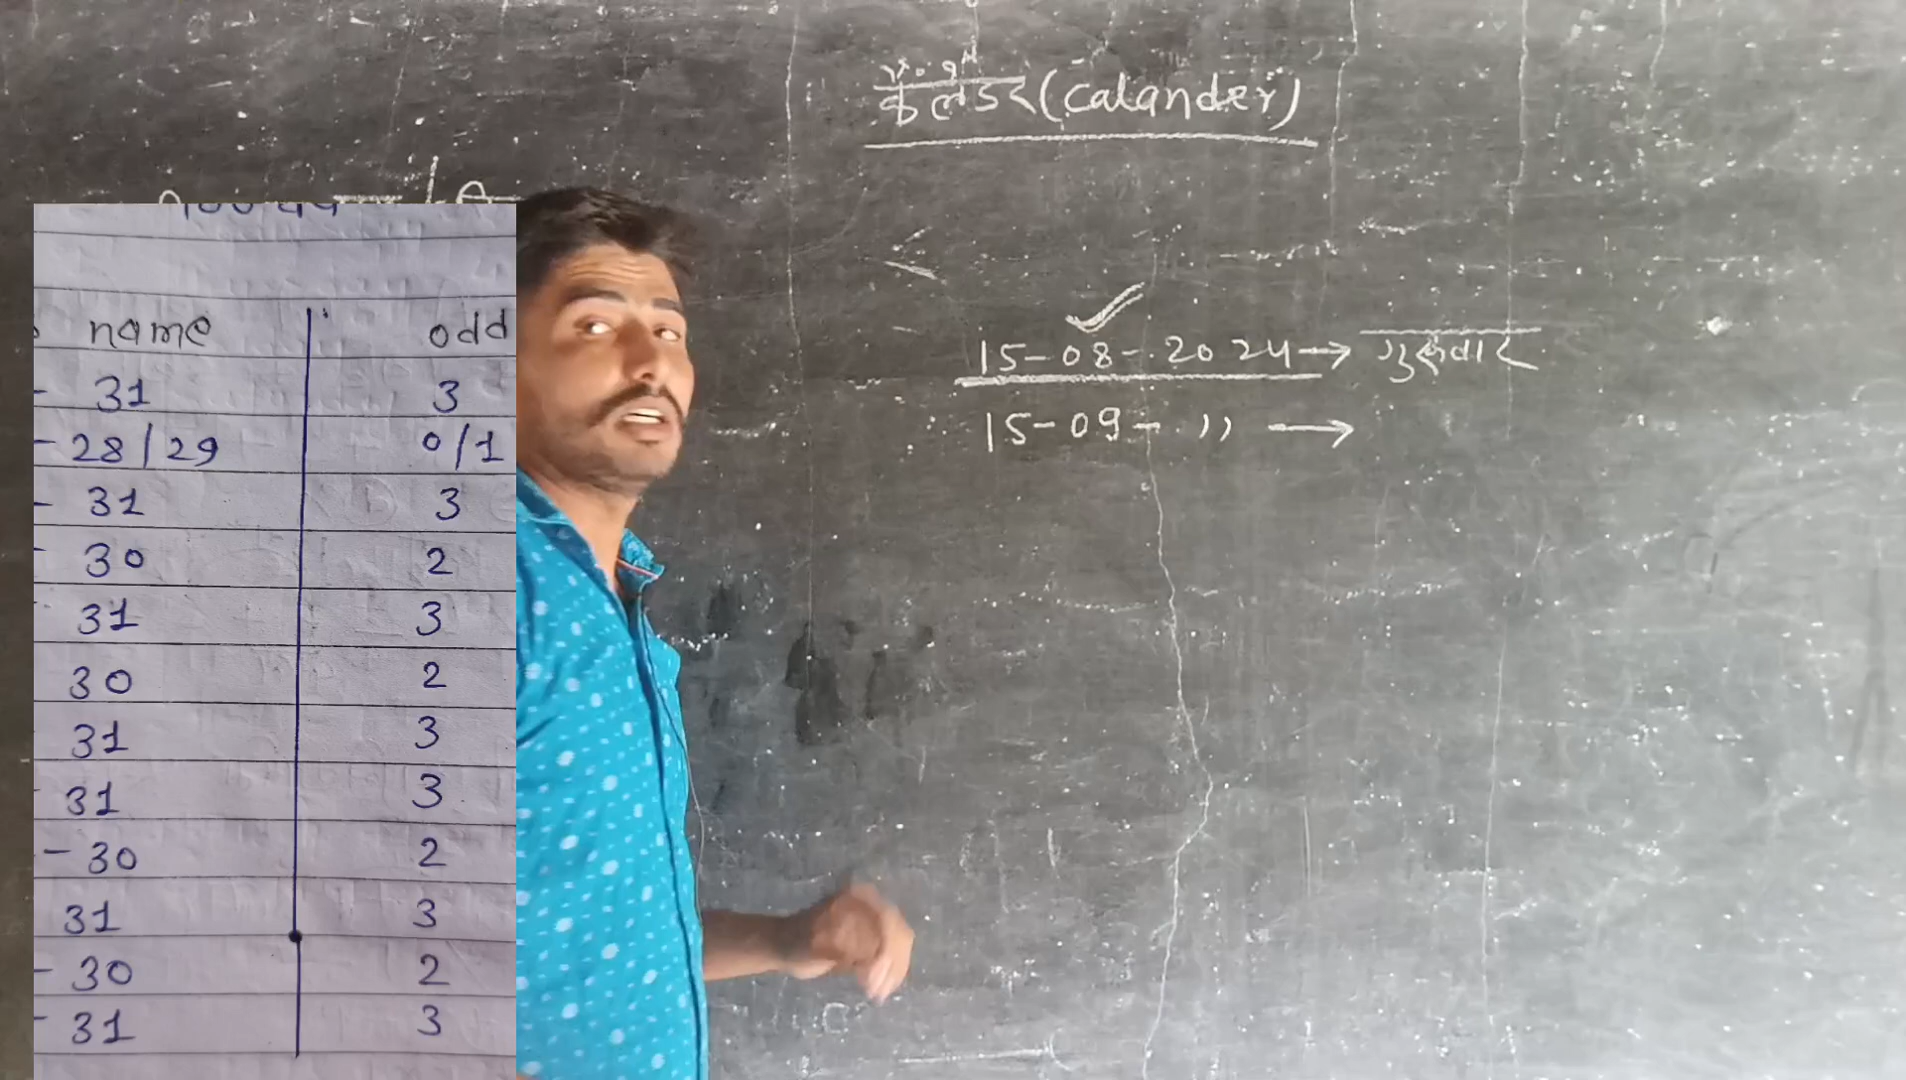 कैलेंडर (Calander)
15-08-2024→ गुरुवार
15-09- ,, →
name odd
- 31 3
- 28/29 0/1
- 31 3
- 30 2
31 3
30 2
31 3
31 3
- 30 2
31 3
- 30 2
- 31 3